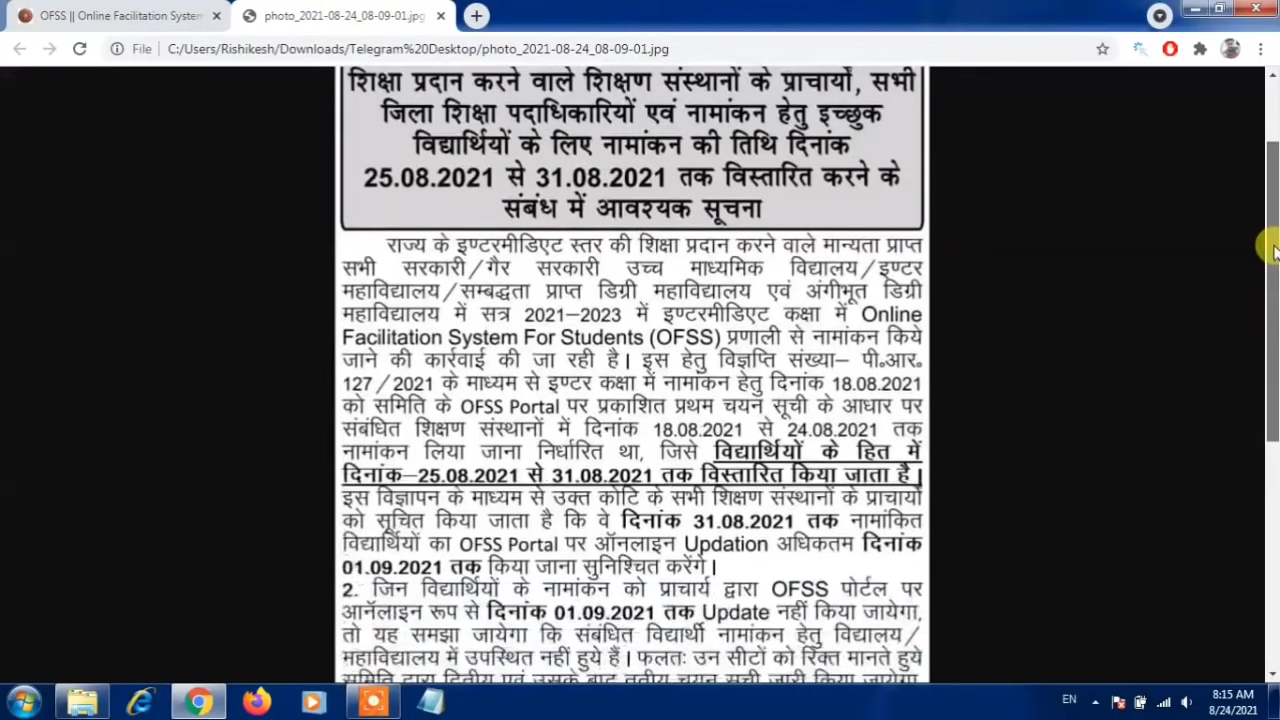 OFSS || Online Facilitation System
photo_2021-08-24_08-09-01.jpg
File
C:/Users/Rishikesh/Downloads/Telegram%20Desktop/photo_2021-08-24_08-09-01.jpg
शिक्षा प्रदान करने वाले शिक्षण संस्थानों के प्राचार्यों, सभी
जिला शिक्षा पदाधिकारियों एवं नामांकन हेतु इच्छुक
विद्यार्थियों के लिए नामांकन की तिथि दिनांक
25.08.2021 से 31.08.2021 तक विस्तारित करने के
संबंध में आवश्यक सूचना
राज्य के इण्टरमीडिएट स्तर की शिक्षा प्रदान करने वाले मान्यता प्राप्त
सभी सरकारी/गैर सरकारी उच्च माध्यमिक विद्यालय/इण्टर
महाविद्यालय/सम्बद्धता प्राप्त डिग्री महाविद्यालय एवं अंगीभूत डिग्री
महाविद्यालय में सत्र 2021–2023 में इण्टरमीडिएट कक्षा में Online
Facilitation System For Students (OFSS) प्रणाली से नामांकन किये
जाने की कार्रवाई की जा रही है। इस हेतु विज्ञप्ति संख्या– पी॰आर॰
127/2021 के माध्यम से इण्टर कक्षा में नामांकन हेतु दिनांक 18.08.2021
को समिति के OFSS Portal पर प्रकाशित प्रथम चयन सूची के आधार पर
संबंधित शिक्षण संस्थानों में दिनांक 18.08.2021 से 24.08.2021 तक
नामांकन लिया जाना निर्धारित था, जिसे विद्यार्थियों के हित में
दिनांक–25.08.2021 से 31.08.2021 तक विस्तारित किया जाता है।
इस विज्ञापन के माध्यम से उक्त कोटि के सभी शिक्षण संस्थानों के प्राचार्यों
को सूचित किया जाता है कि वे दिनांक 31.08.2021 तक नामांकित
विद्यार्थियों का OFSS Portal पर ऑनलाइन Updation अधिकतम दिनांक
01.09.2021 तक किया जाना सुनिश्चित करेंगे।
2. जिन विद्यार्थियों के नामांकन को प्राचार्य द्वारा OFSS पोर्टल पर
आनॅलाइन रूप से दिनांक 01.09.2021 तक Update नहीं किया जायेगा,
तो यह समझा जायेगा कि संबंधित विद्यार्थी नामांकन हेतु विद्यालय/
महाविद्यालय में उपस्थित नहीं हुये हैं। फलतः उन सीटों को रिक्त मानते हुये
समिति द्वारा द्वितीय एवं उसके बाद तृतीय चयन सूची जारी किया जायेगा,
EN
8:15 AM
8/24/2021